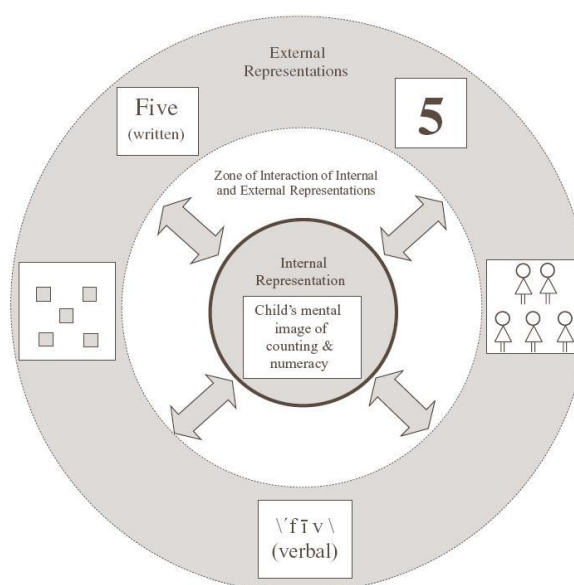 External
Representations
Five
(written)
5
Zone of Interaction of Internal
and External Representations
Internal
Representation
Child's mental
image of
counting &
numeracy
\ ′f ī v \
(verbal)